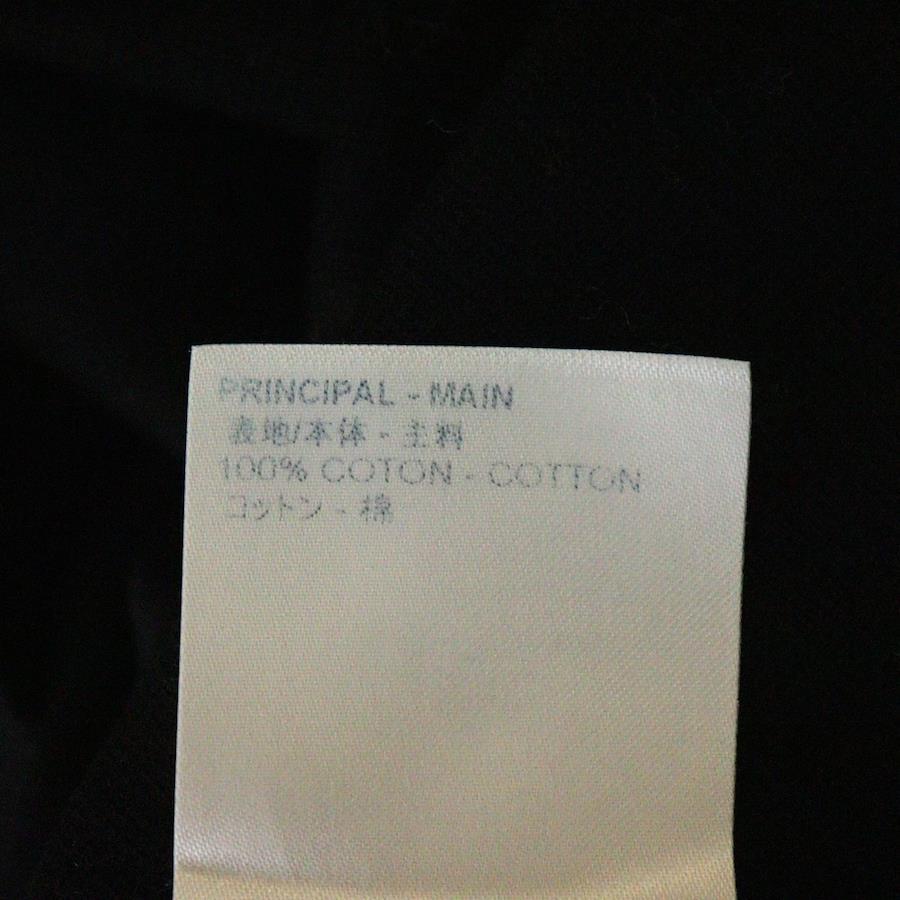 PRINCIPAL - MAIN
表地/本体 - 主料
100% COTON - COTTON
コットン - 棉